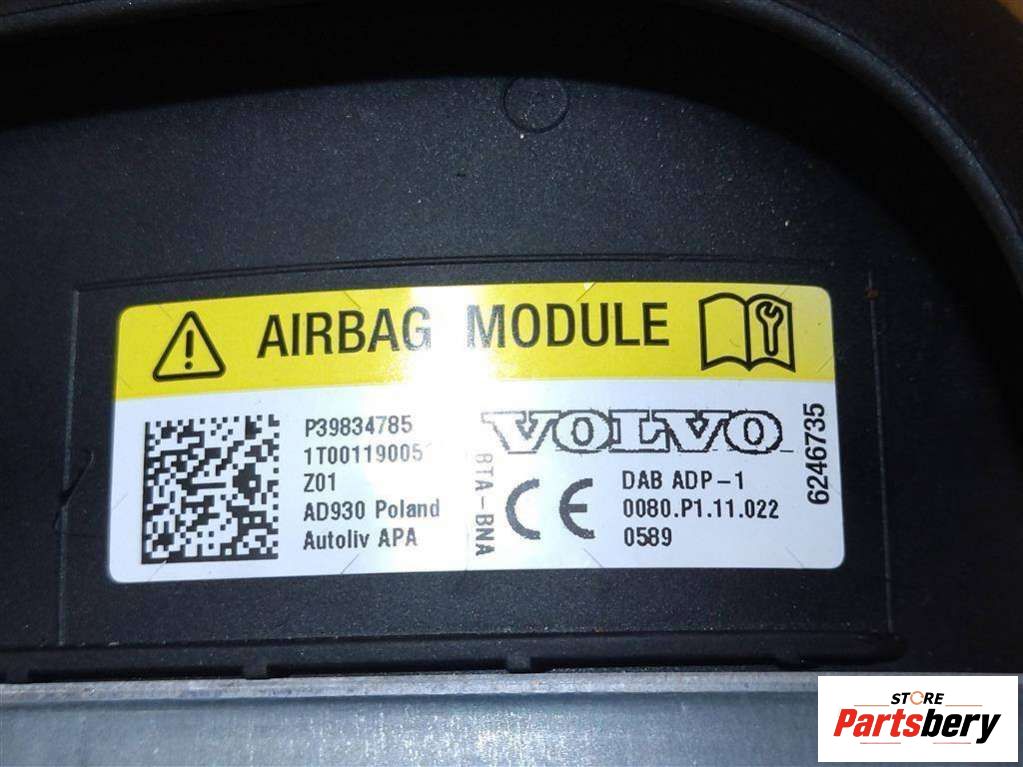 AIRBAG MODULE
P39834785
1T00119005
Z01
AD930 Poland
Autoliv APA
8TA-BNA
VOLVO
CE
DAB ADP-1
0080.P1.11.022
0589
6246735
STORE
Partsbery